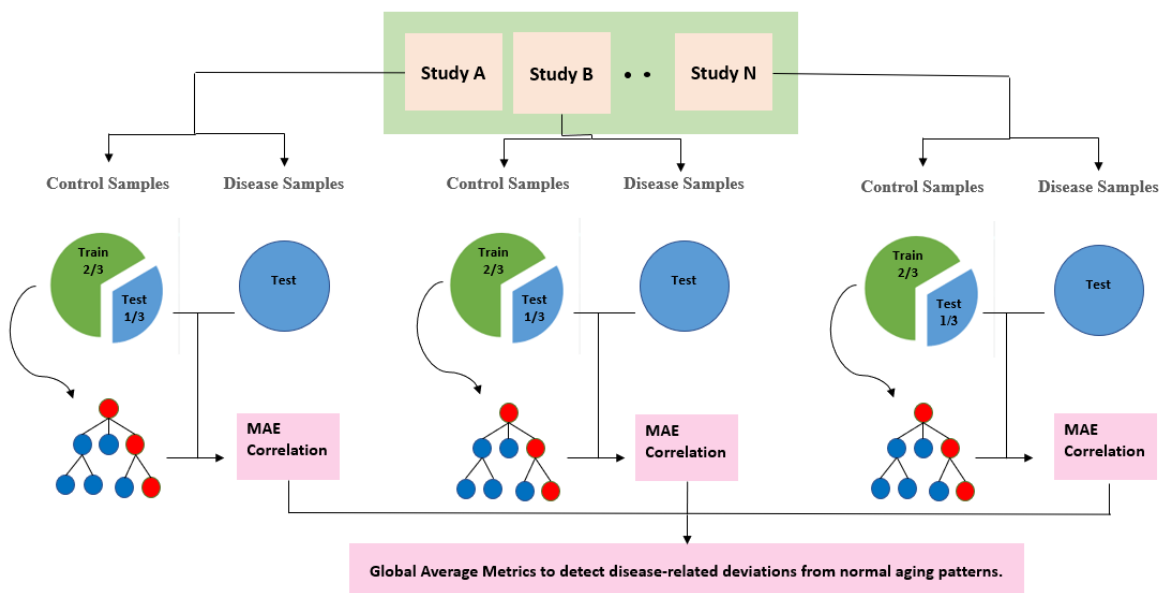 Study A
Study B
• •
Study N
Control Samples
Disease Samples
Control Samples
Disease Samples
Control Samples
Disease Samples
Train
2/3
Test
1/3
Test
Train
2/3
Test
1/3
Test
Train
2/3
Test
1/3
Test
MAE
Correlation
MAE
Correlation
MAE
Correlation
Global Average Metrics to detect disease-related deviations from normal aging patterns.